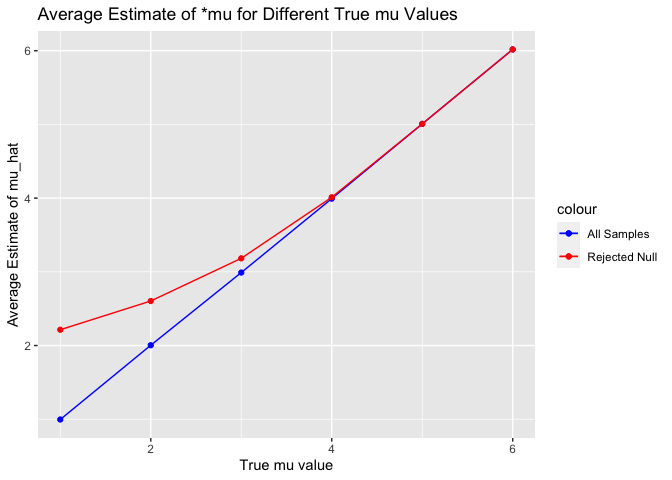 Average Estimate of *mu for Different True mu Values
6
4
2
Average Estimate of mu_hat
2
4
6
True mu value
colour
All Samples
Rejected Null